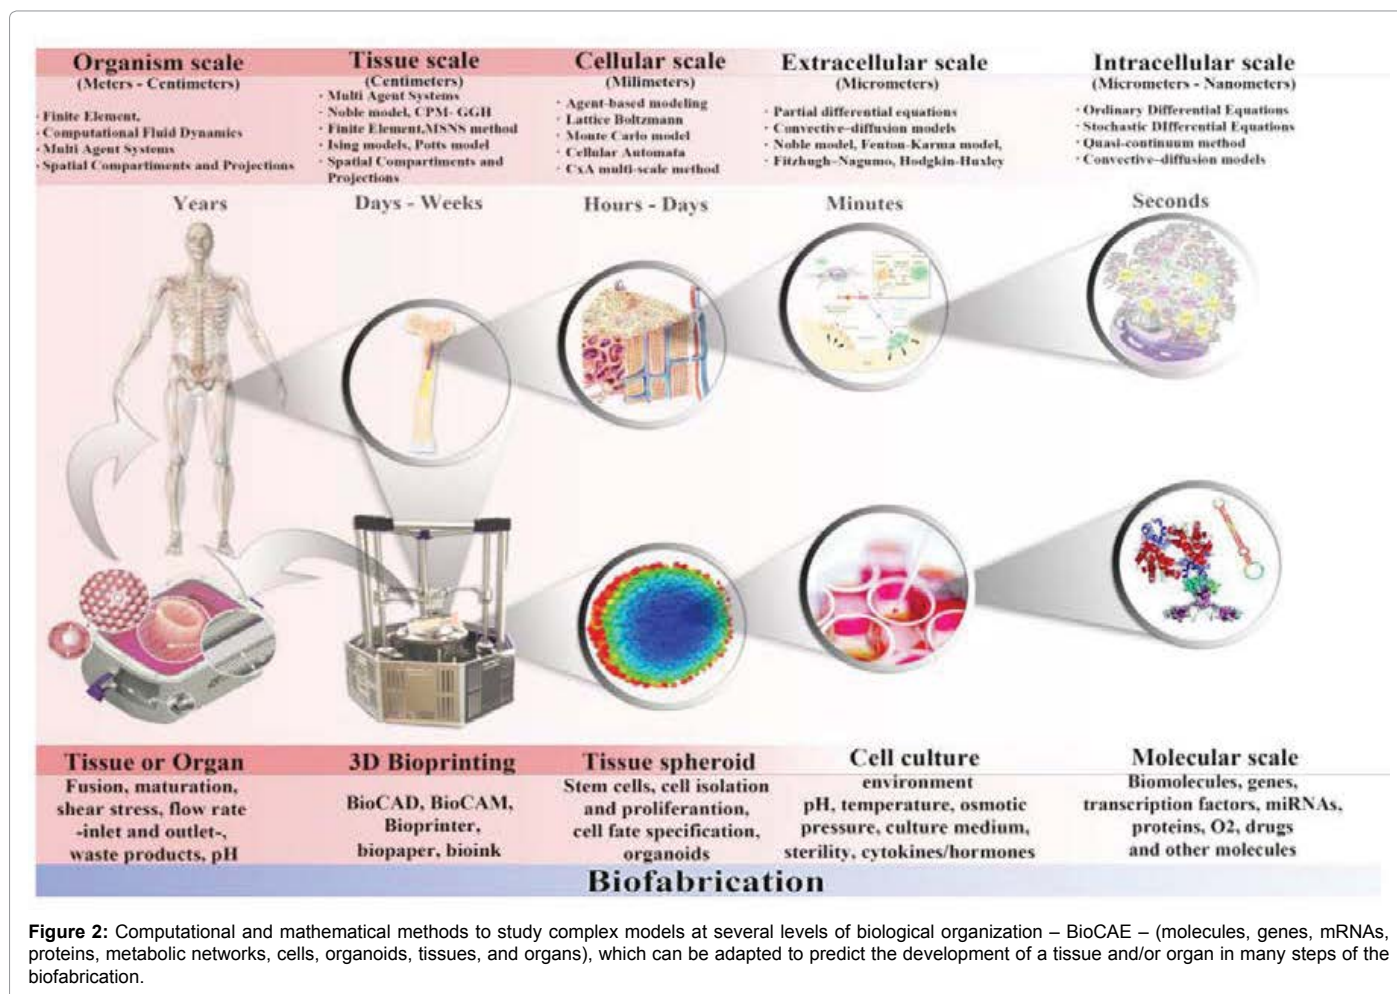 Organism scale
(Meters - Centimeters)
· Finite Element,
· Computational Fluid Dynamics
· Multi Agent Systems
· Spatial Compartments and Projections
Years
Tissue scale
(Centimeters)
· Multi Agent Systems
· Noble model, CPM- GGH
· Finite Element,MSNS method
· Ising models, Potts model
· Spatial Compartments and
Projections
Days - Weeks
Cellular scale
(Milimeters)
· Agent-based modeling
· Lattice Boltzmann
· Monte Carlo model
· Cellular Automata
· CxA multi-scale method
Hours - Days
Extracellular scale
(Micrometers)
· Partial differential equations
· Convective–diffusion models
· Noble model, Fenton-Karma model,
· Fitzhugh–Nagumo, Hodgkin-Huxley
Minutes
Intracellular scale
(Micrometers - Nanometers)
· Ordinary Differential Equations
· Stochastic DIfferential Equations
· Quasi-continuum method
· Convective–diffusion models
Seconds
Tissue or Organ
Fusion, maturation,
shear stress, flow rate
-inlet and outlet-,
waste products, pH
3D Bioprinting
BioCAD, BioCAM,
Bioprinter,
biopaper, bioink
Tissue spheroid
Stem cells, cell isolation
and proliferantion,
cell fate specification,
organoids
Cell culture
environment
pH, temperature, osmotic
pressure, culture medium,
sterility, cytokines/hormones
Molecular scale
Biomolecules, genes,
transcription factors, miRNAs,
proteins, O2, drugs
and other molecules
Biofabrication
Figure 2: Computational and mathematical methods to study complex models at several levels of biological organization – BioCAE – (molecules, genes, mRNAs,
proteins, metabolic networks, cells, organoids, tissues, and organs), which can be adapted to predict the development of a tissue and/or organ in many steps of the
biofabrication.